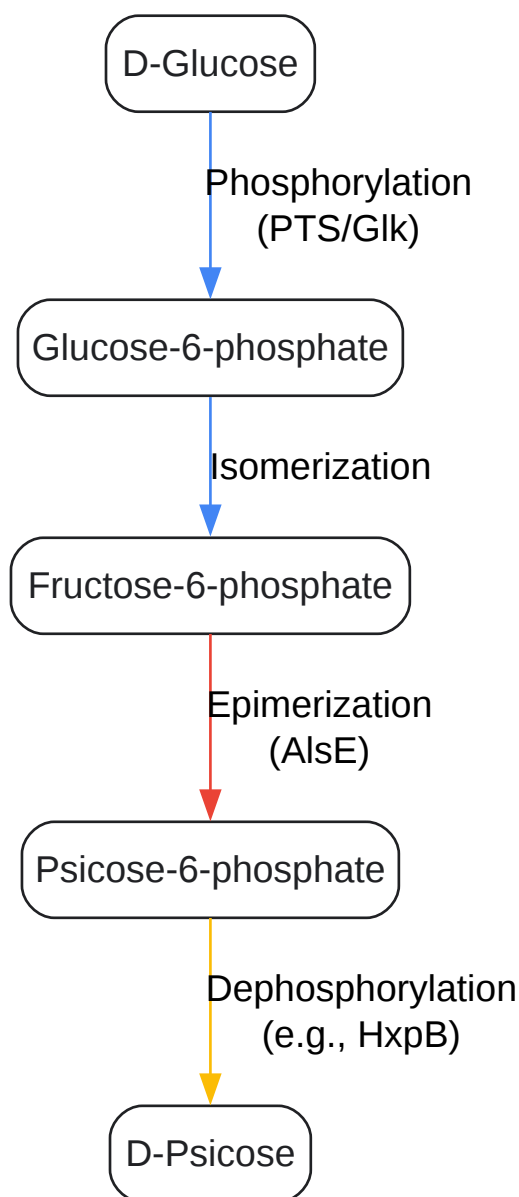 D-Glucose
Phosphorylation
(PTS/Glk)
Glucose-6-phosphate
Isomerization
Fructose-6-phosphate
Epimerization
(AlsE)
Psicose-6-phosphate
Dephosphorylation
(e.g., HxpB)
D-Psicose